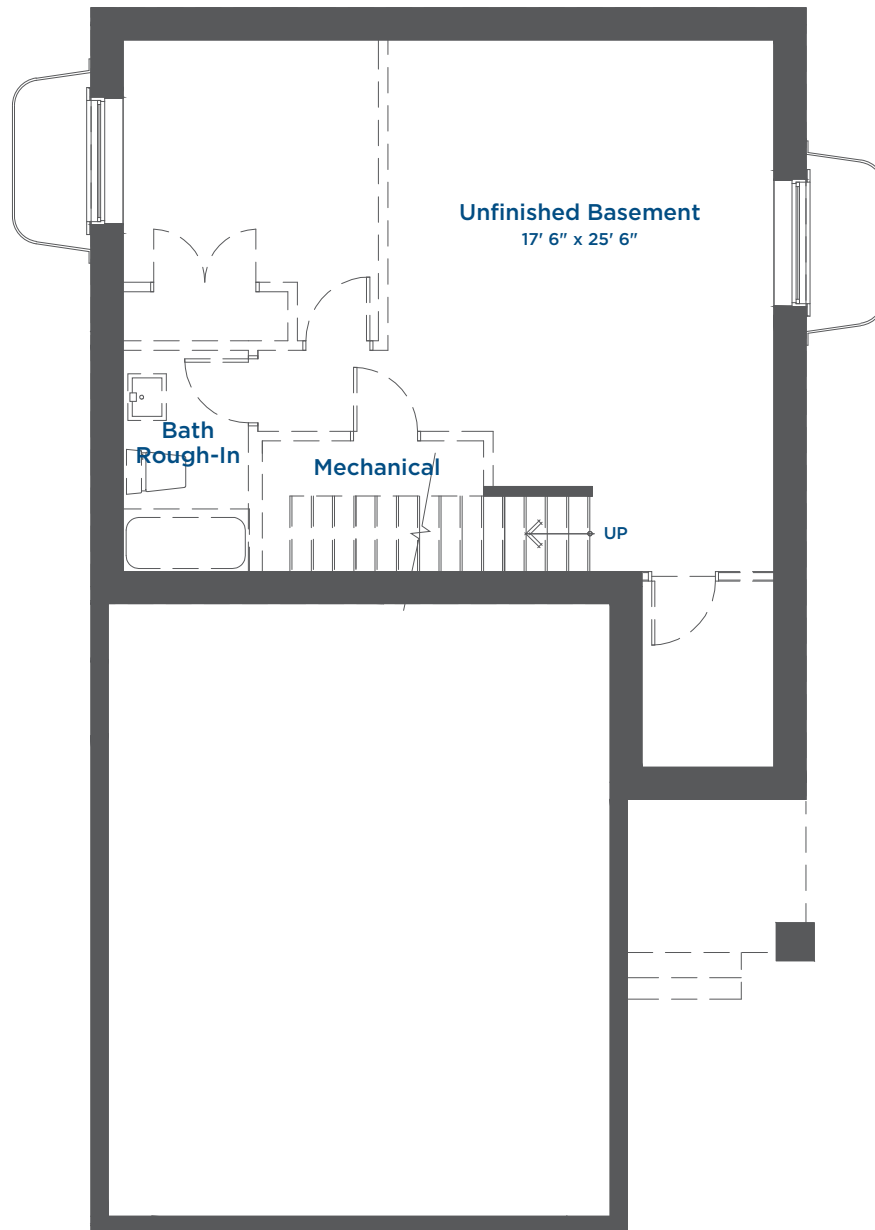 Unfinished Basement
17' 6" x 25' 6"
Bath
Rough-In
Mechanical
UP